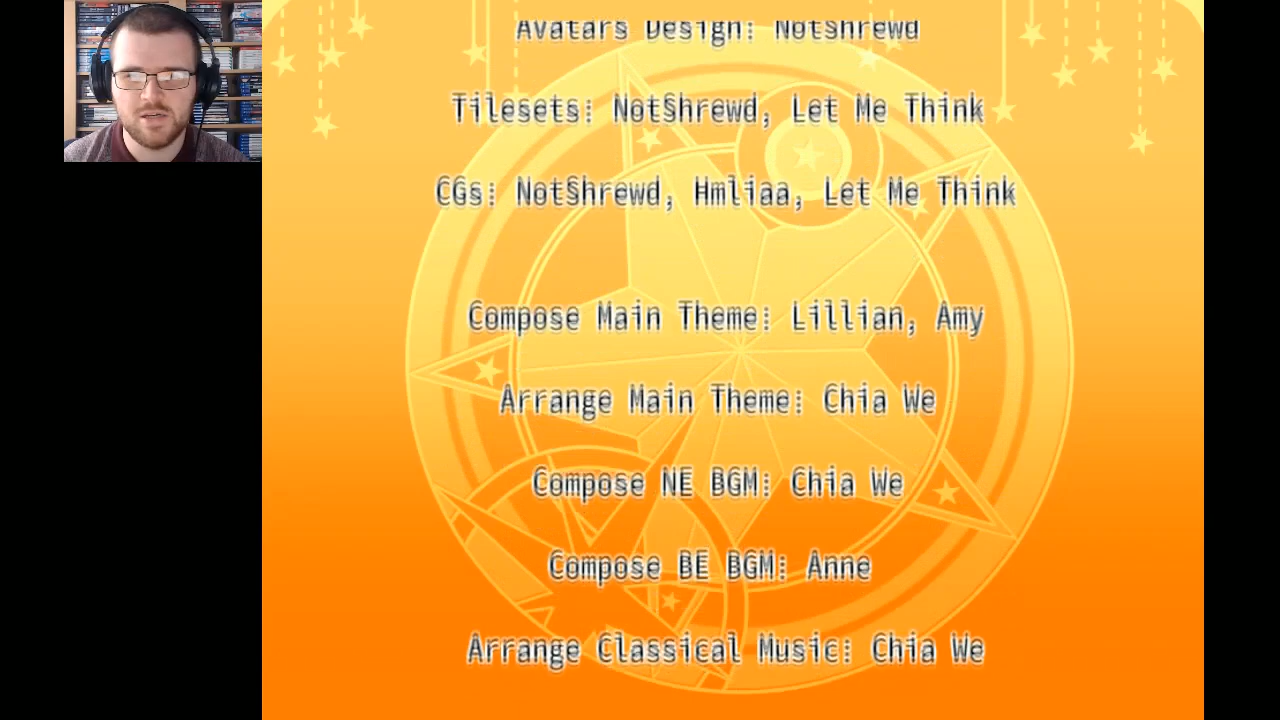 Avatars Design: NotShrewd
Tilesets: NotShrewd, Let Me Think
CGs: NotShrewd, Hmliaa, Let Me Think
Compose Main Theme: Lillian, Amy
Arrange Main Theme: Chia We
Compose NE BGM: Chia We
Compose BE BGM: Anne
Arrange Classical Music: Chia We